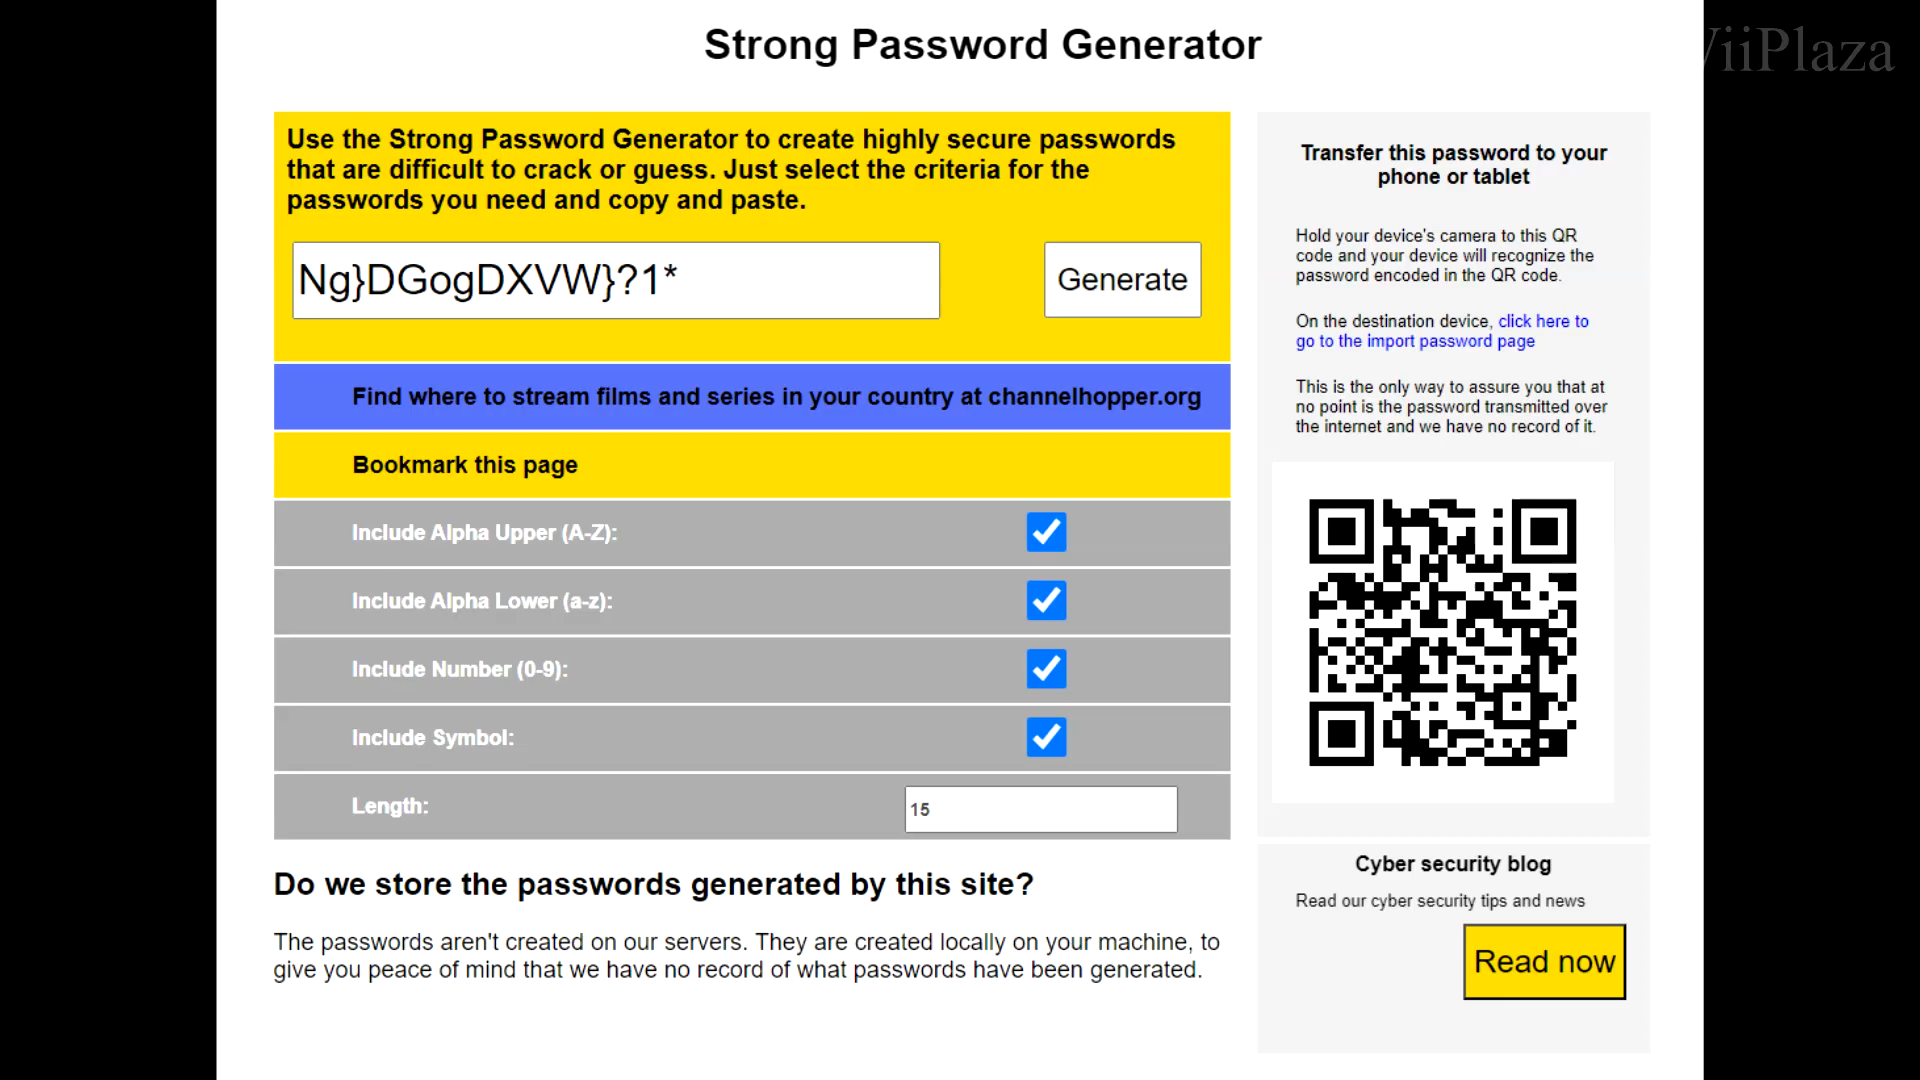 Strong Password Generator
iiPlaza
Use the Strong Password Generator to create highly secure passwords
that are difficult to crack or guess. Just select the criteria for the
passwords you need and copy and paste.
Ng}DGogDXVW}?1*
Generate
Find where to stream films and series in your country at channelhopper.org
Bookmark this page
Include Alpha Upper (A-Z):
Include Alpha Lower (a-z):
Include Number (0-9):
Include Symbol:
Length:
15
Do we store the passwords generated by this site?
The passwords aren't created on our servers. They are created locally on your machine, to
give you peace of mind that we have no record of what passwords have been generated.
Transfer this password to your
phone or tablet
Hold your device's camera to this QR
code and your device will recognize the
password encoded in the QR code.
On the destination device, click here to
go to the import password page
This is the only way to assure you that at
no point is the password transmitted over
the internet and we have no record of it.
Cyber security blog
Read our cyber security tips and news
Read now